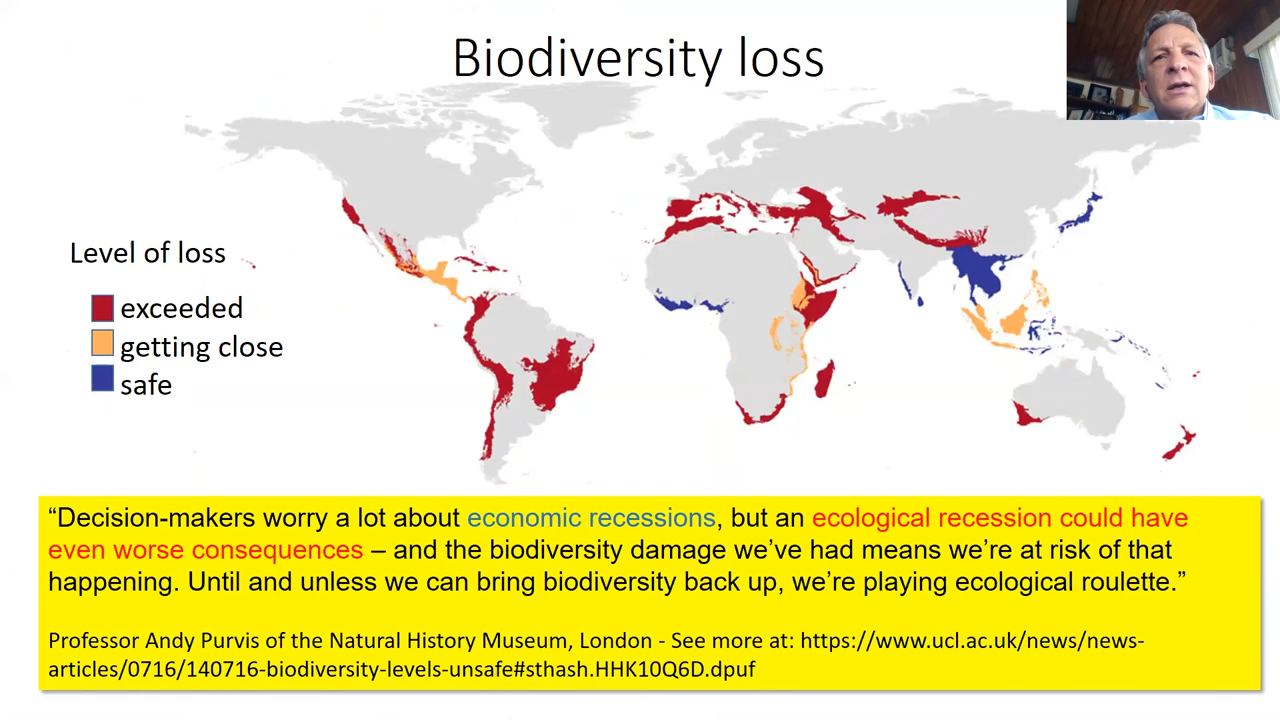 Biodiversity loss
Level of loss
exceeded
getting close
safe
“Decision-makers worry a lot about economic recessions, but an ecological recession could have
even worse consequences – and the biodiversity damage we’ve had means we’re at risk of that
happening. Until and unless we can bring biodiversity back up, we’re playing ecological roulette.”
Professor Andy Purvis of the Natural History Museum, London - See more at: https://www.ucl.ac.uk/news/news-
articles/0716/140716-biodiversity-levels-unsafe#sthash.HHK10Q6D.dpuf